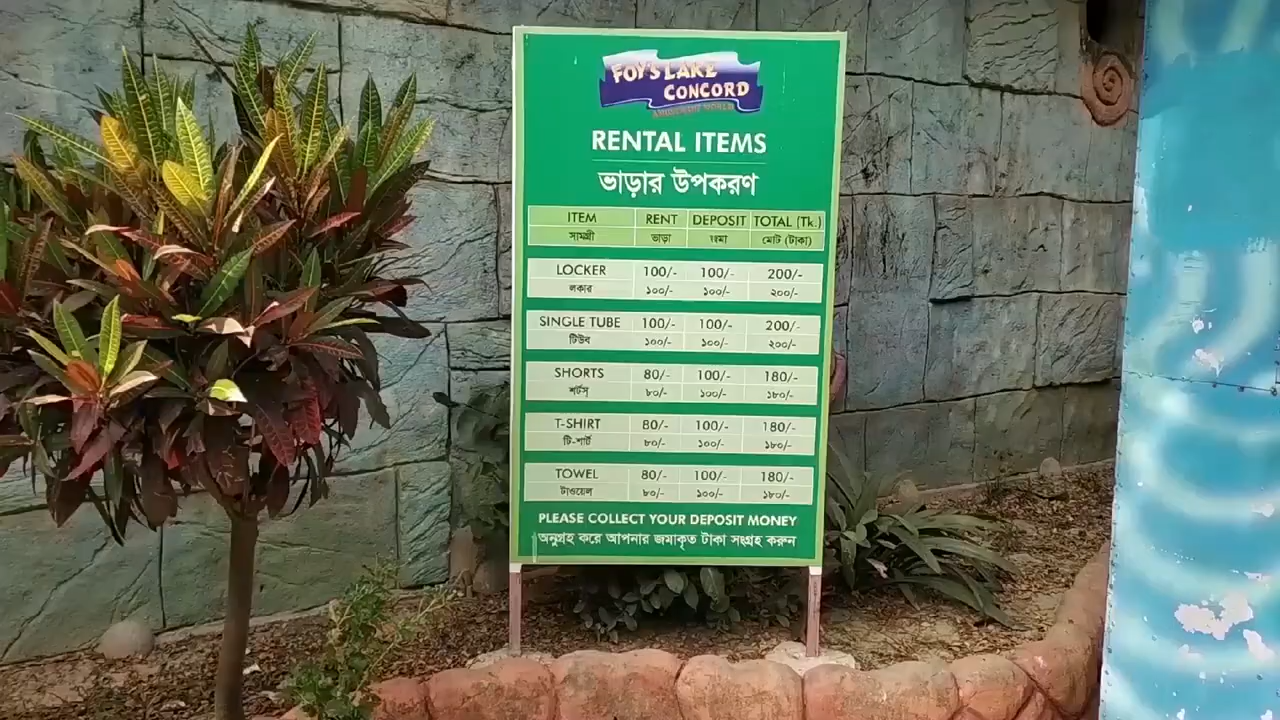 FOY'S LAKE
CONCORD
AMUSEMENT WORLD
RENTAL ITEMS
ভাড়ার উপকরণ
ITEM RENT DEPOSIT TOTAL (Tk.)
সামগ্রী ভাড়া মোট (টাকা)
LOCKER 100/- 100/- 200/-
লকার ১০০/- ১০০/- ২০০/-
SINGLE TUBE 100/- 100/- 200/-
টিউব ১০০/- ১০০/- ২০০/-
SHORTS 80/- 100/- 180/-
শর্টস্ ৮০/- ১০০/- ১৮০/-
T-SHIRT 80/- 100/- 180/-
টি-শার্ট ৮০/- ১০০/- ১৮০/-
TOWEL 80/- 100/- 180/-
টাওয়েল ৮০/- ১০০/- ১৮০/-
PLEASE COLLECT YOUR DEPOSIT MONEY
অনুগ্রহ করে আপনার জমাকৃত টাকা সংগ্রহ করুন